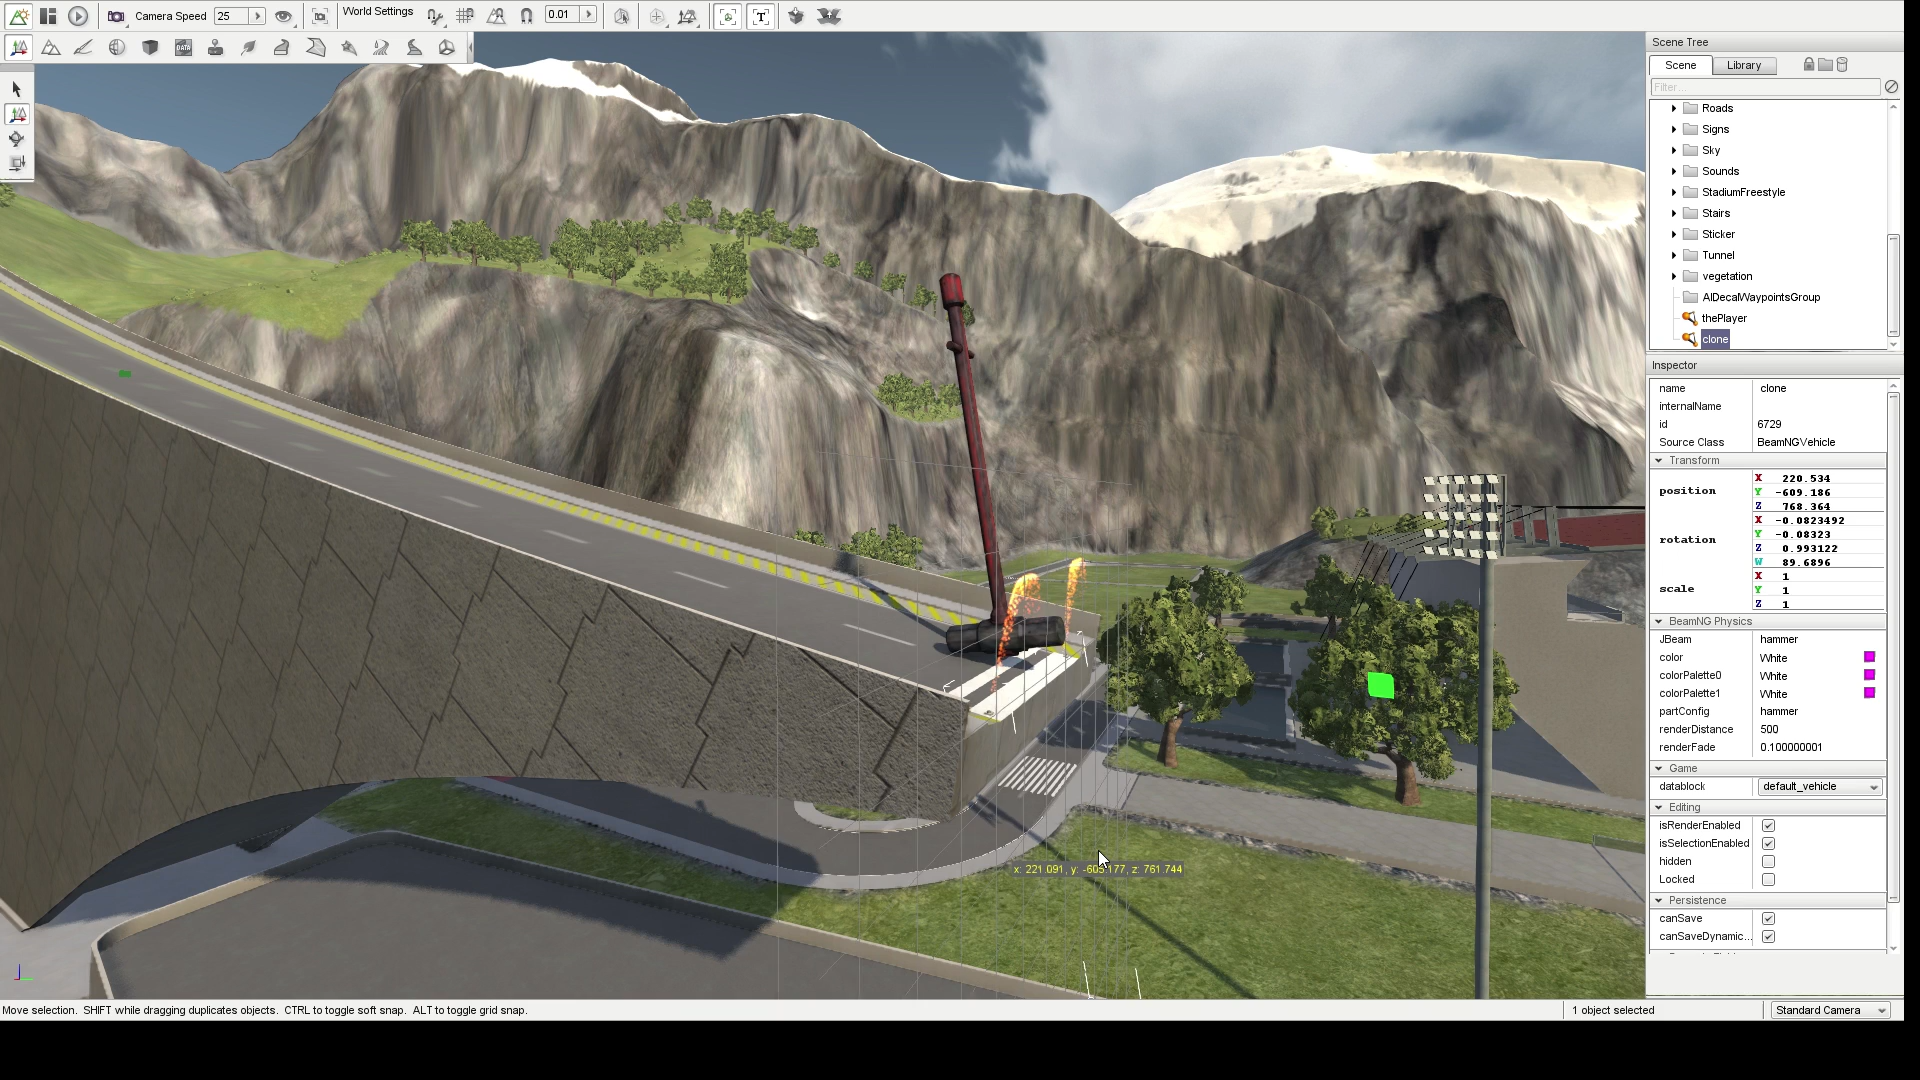 Camera Speed 25 World Settings 0.01
DATA
T
Scene Tree
Scene Library
Filter...
Roads
Signs
Sky
Sounds
StadiumFreestyle
Stairs
Sticker
Tunnel
vegetation
AIDecalWaypointsGroup
thePlayer
clone
Inspector
name clone
internalName
id 6729
Source Class BeamNGVehicle
Transform
position X 220.534
Y -609.186
Z 768.364
rotation X -0.0823492
Y -0.08323
Z 0.993122
W 89.6896
scale X 1
Y 1
Z 1
BeamNG Physics
JBeam hammer
color White
colorPalette0 White
colorPalette1 White
partConfig hammer
renderDistance 500
renderFade 0.100000001
Game
datablock default_vehicle
Editing
isRenderEnabled
isSelectionEnabled
hidden
Locked
Persistence
canSave
canSaveDynamic...
x: 221.091, y: -605.177, z: 761.744
Move selection. SHIFT while dragging duplicates objects. CTRL to toggle soft snap. ALT to toggle grid snap.
1 object selected
Standard Camera